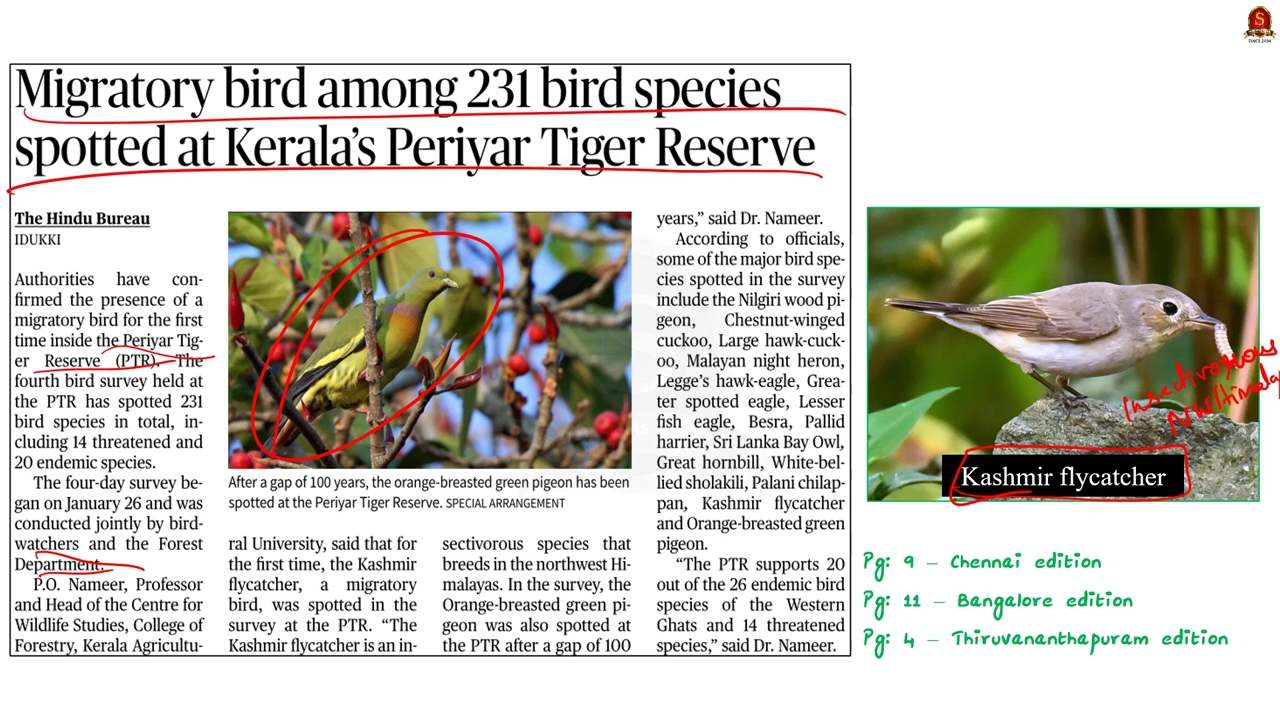 Migratory bird among 231 bird species
spotted at Kerala's Periyar Tiger Reserve
The Hindu Bureau
IDUKKI
Authorities have con-
firmed the presence of a
migratory bird for the first
time inside the Periyar Tig-
er Reserve (PTR). The
fourth bird survey held at
the PTR has spotted 231
bird species in total, in-
cluding 14 threatened and
20 endemic species.
The four-day survey be-
gan on January 26 and was
conducted jointly by bird-
watchers and the Forest
Department.
P.O. Nameer, Professor
and Head of the Centre for
Wildlife Studies, College of
Forestry, Kerala Agricultu-
After a gap of 100 years, the orange-breasted green pigeon has been
spotted at the Periyar Tiger Reserve. SPECIAL ARRANGEMENT
ral University, said that for
the first time, the Kashmir
flycatcher, a migratory
bird, was spotted in the
survey at the PTR. “The
Kashmir flycatcher is an in-
sectivorous species that
breeds in the northwest Hi-
malayas. In the survey, the
Orange-breasted green pi-
geon was also spotted at
the PTR after a gap of 100
years,” said Dr. Nameer.
According to officials,
some of the major bird spe-
cies spotted in the survey
include the Nilgiri wood pi-
geon, Chestnut-winged
cuckoo, Large hawk-cuck-
oo, Malayan night heron,
Legge's hawk-eagle, Grea-
ter spotted eagle, Lesser
fish eagle, Besra, Pallid
harrier, Sri Lanka Bay Owl,
Great hornbill, White-bel-
lied sholakili, Palani chilap-
pan, Kashmir flycatcher
and Orange-breasted green
pigeon.
“The PTR supports 20
out of the 26 endemic bird
species of the Western
Ghats and 14 threatened
species,” said Dr. Nameer.
Insectivorous
NW Himala
Kashmir flycatcher
Pg: 9 – Chennai edition
Pg: 11 – Bangalore edition
Pg: 4 – Thiruvananthapuram edition
S
SINCE 2004